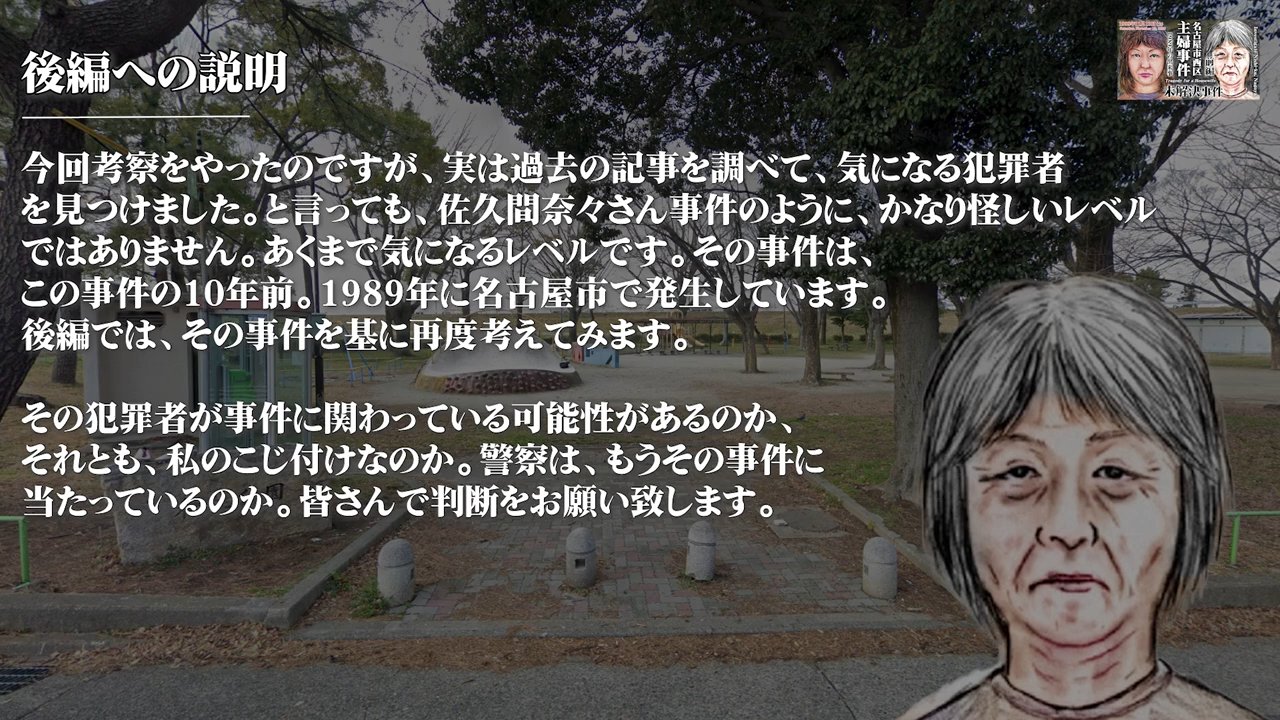 後編への説明
今回考察をやったのですが、実は過去の記事を調べて、気になる犯罪者
を見つけました。と言っても、佐久間奈々さん事件のように、かなり怪しいレベル
ではありません。あくまで気になるレベルです。その事件は、
この事件の10年前。1989年に名古屋市で発生しています。
後編では、その事件を基に再度考えてみます。
その犯罪者が事件に関わっている可能性があるのか、
それとも、私のこじ付けなのか。警察は、もうその事件に
当たっているのか。皆さんで判断をお願い致します。
名古屋市西区
主婦事件
未解決事件